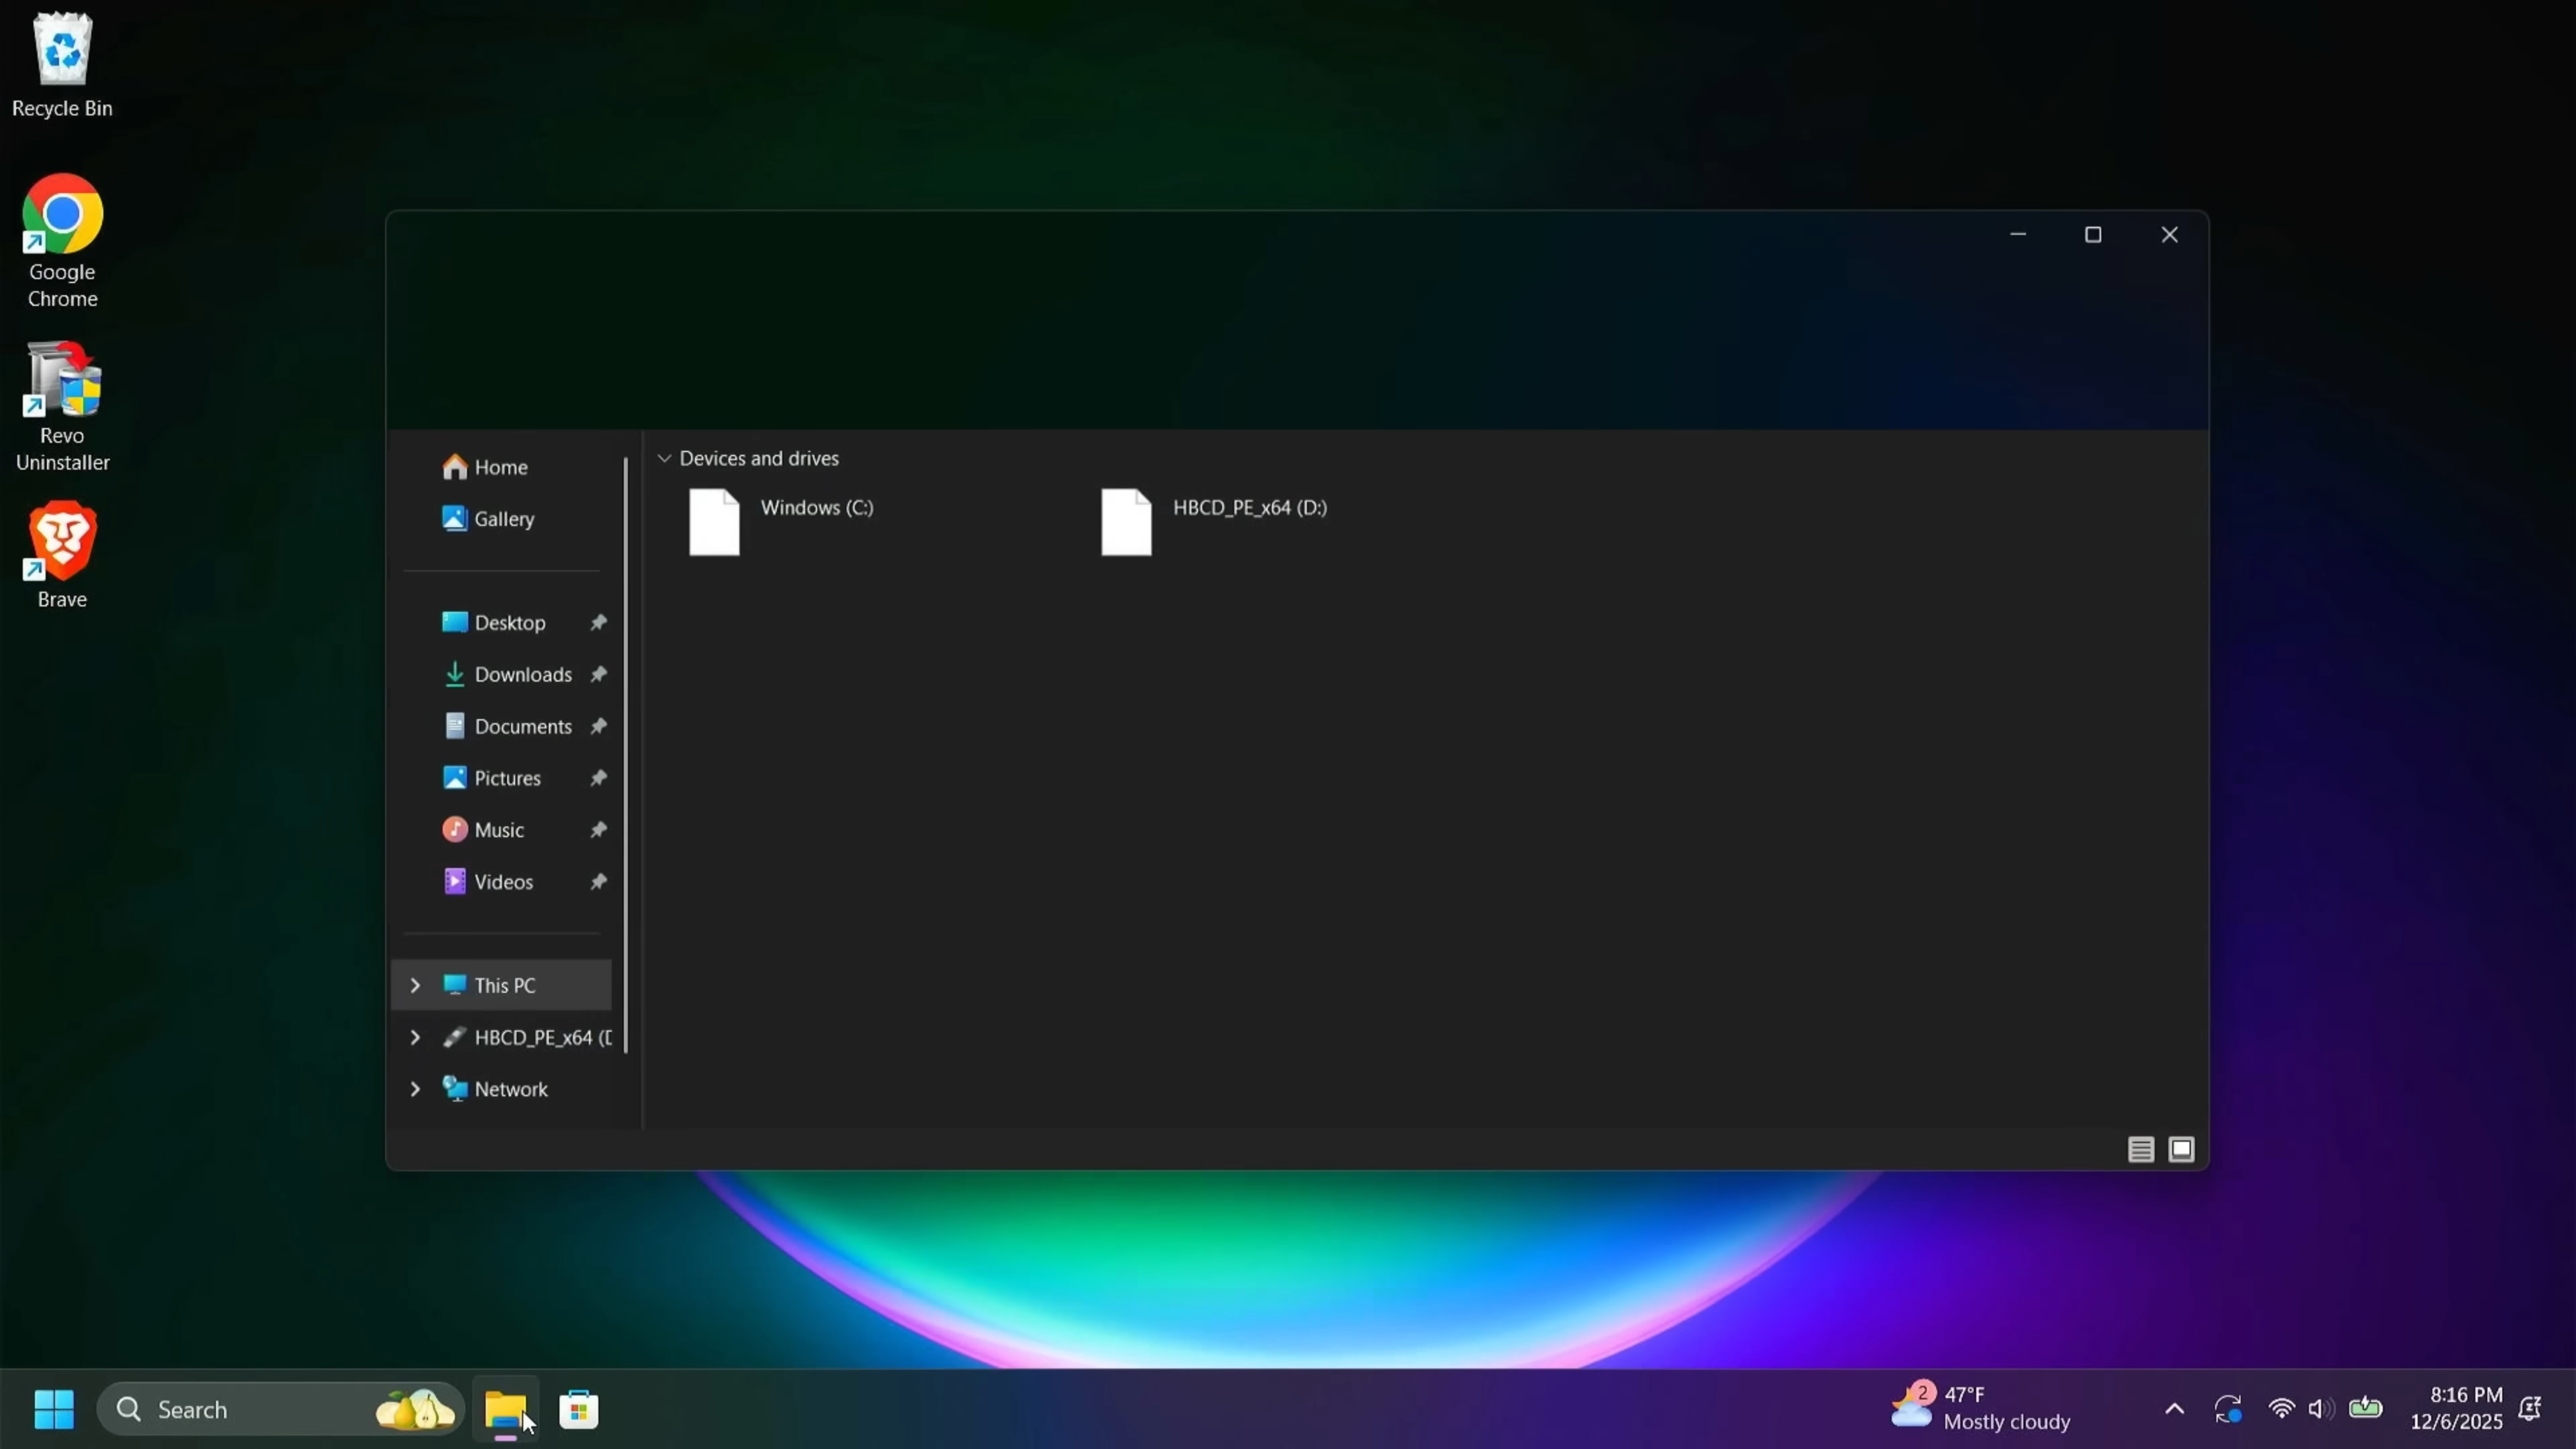 Recycle Bin
Google
Chrome
Revo
Uninstaller
Brave
Home
Gallery
Desktop
Downloads
Documents
Pictures
Music
Videos
This PC
HBCD_PE_x64 (D
Network
Devices and drives
Windows (C:)
HBCD_PE_x64 (D:)
Search
2
47°F
Mostly cloudy
8:16 PM
12/6/2025